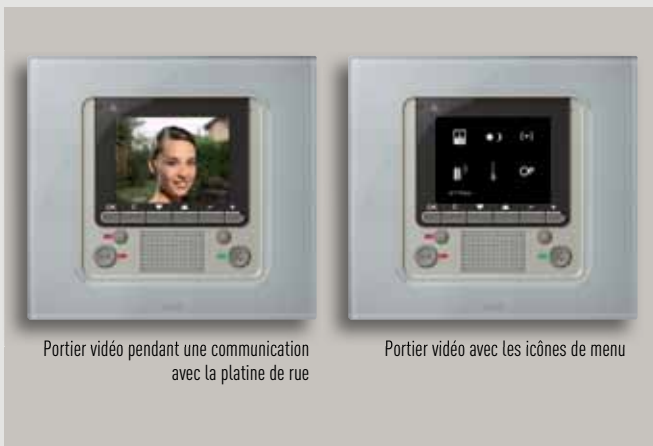 Portier vidéo pendant une communication
avec la platine de rue
Portier vidéo avec les icônes de menu